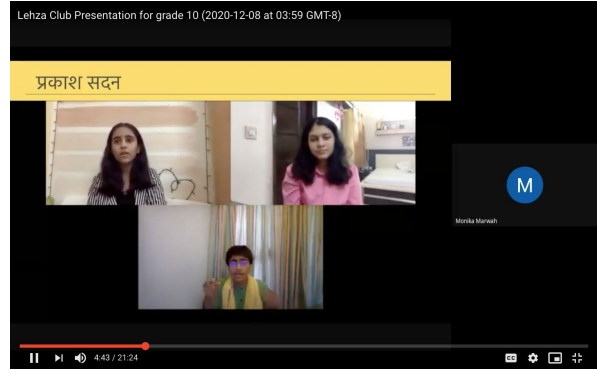 Lehza Club Presentation for grade 10 (2020-12-08 at 03:59 GMT-8)
प्रकाश सदन
M
Monika Marwah
4:43 / 21:24
CC